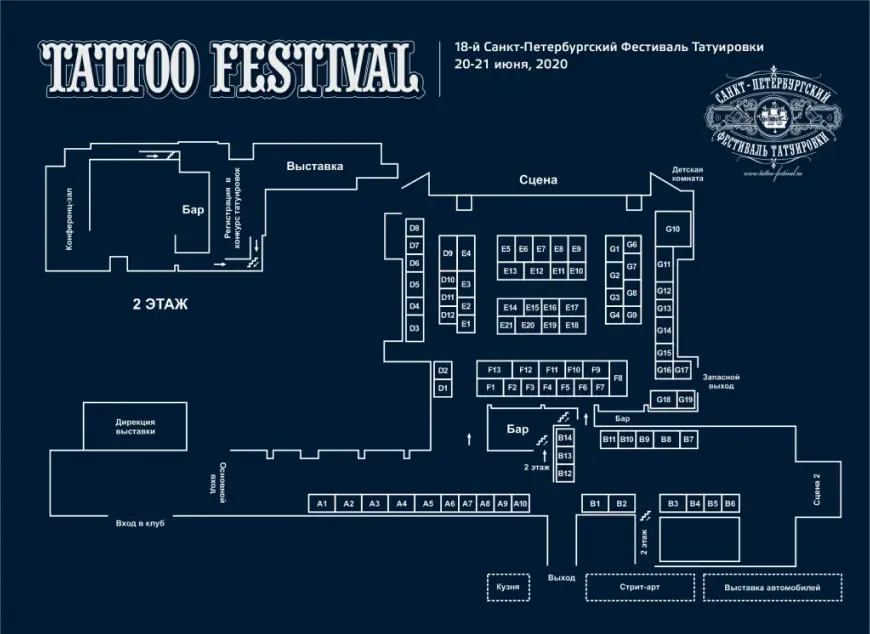 TATTOO FESTIVAL
18-й Санкт-Петербургский Фестиваль Татуировки
20-21 июня, 2020
САНКТ-ПЕТЕРБУРГСКИЙ
ФЕСТИВАЛЬ ТАТУИРОВКИ
www.tattoo-festival.ru
Конференц-зал
Бар
Регистрация в
конкурс татуировок
Выставка
2 ЭТАЖ
Сцена
Детская
комната
D8
D7
D6
D5
D4
D3
D9 E4
D10 E3
D11 E2
D12 E1
E5 E6 E7 E8 E9
E13 E12 E11 E10
E14 E15 E16 E17
E21 E20 E19 E18
G1 G6
G2 G7
G3 G8
G4 G9
G10
G11
G12
G13
G14
G15
G16 G17
Запасной
выход
G18 G19
D2
D1
F13 F12 F11 F10 F9
F1 F2 F3 F4 F5 F6 F7 F8
Дирекция
выставки
Бар
Бар
B14
B13
B12
2 этаж
B11 B10 B9 B8 B7
Основной
вход
Сцена 2
A1 A2 A3 A4 A5 A6 A7 A8 A9 A10
B1 B2
B3 B4 B5 B6
Вход в клуб
2 этаж
Выход
Кузня
Стрит-арт
Выставка автомобилей